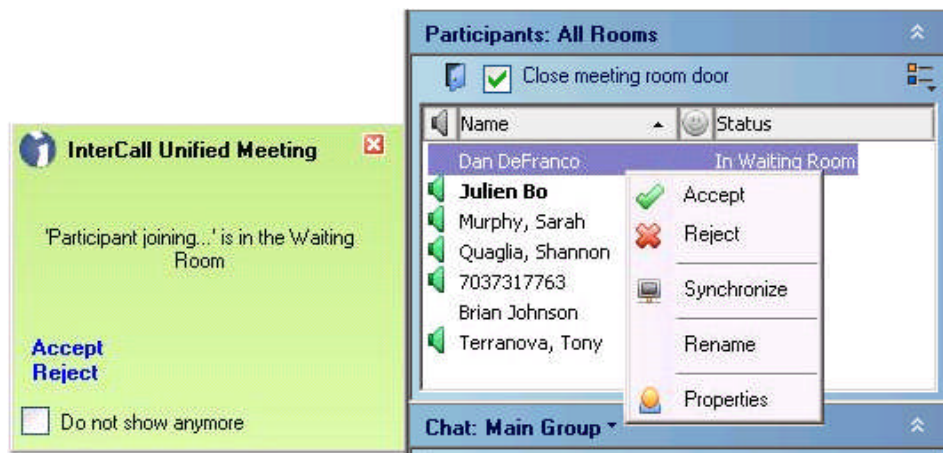 InterCall Unified Meeting
'Participant joining...' is in the Waiting
Room
Accept
Reject
Do not show anymore
Participants: All Rooms
Close meeting room door
Name Status
Dan DeFranco In Waiting Room
Julien Bo
Murphy, Sarah
Quaglia, Shannon
7037317763
Brian Johnson
Terranova, Tony
Accept
Reject
Synchronize
Rename
Properties
Chat: Main Group